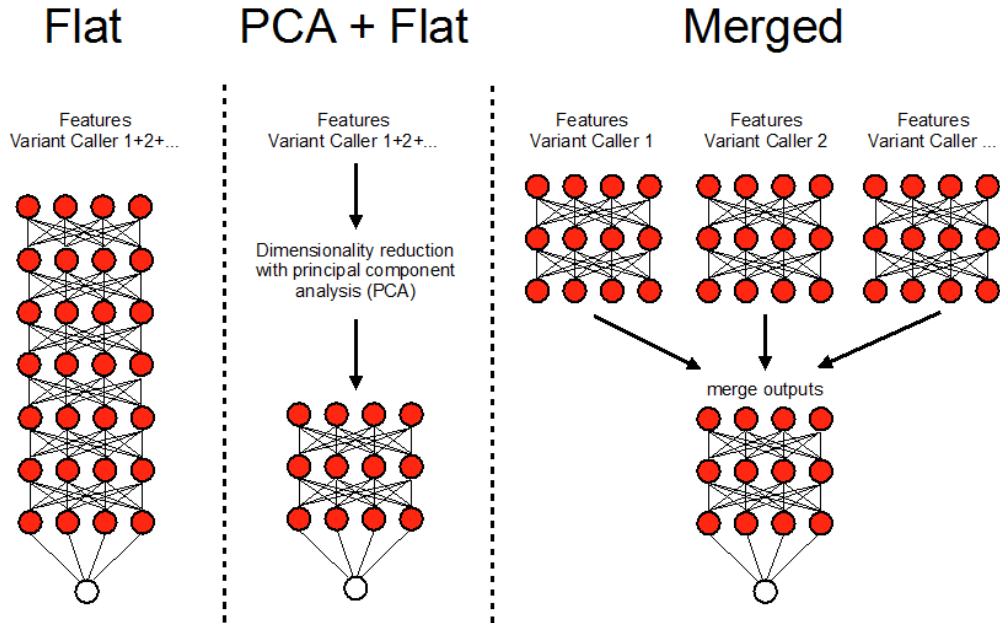 Flat
PCA + Flat
Merged
Features
Variant Caller 1+2+...
Features
Variant Caller 1+2+...
Features
Variant Caller 1
Features
Variant Caller 2
Features
Variant Caller ...
Dimensionality reduction
with principal component
analysis (PCA)
merge outputs